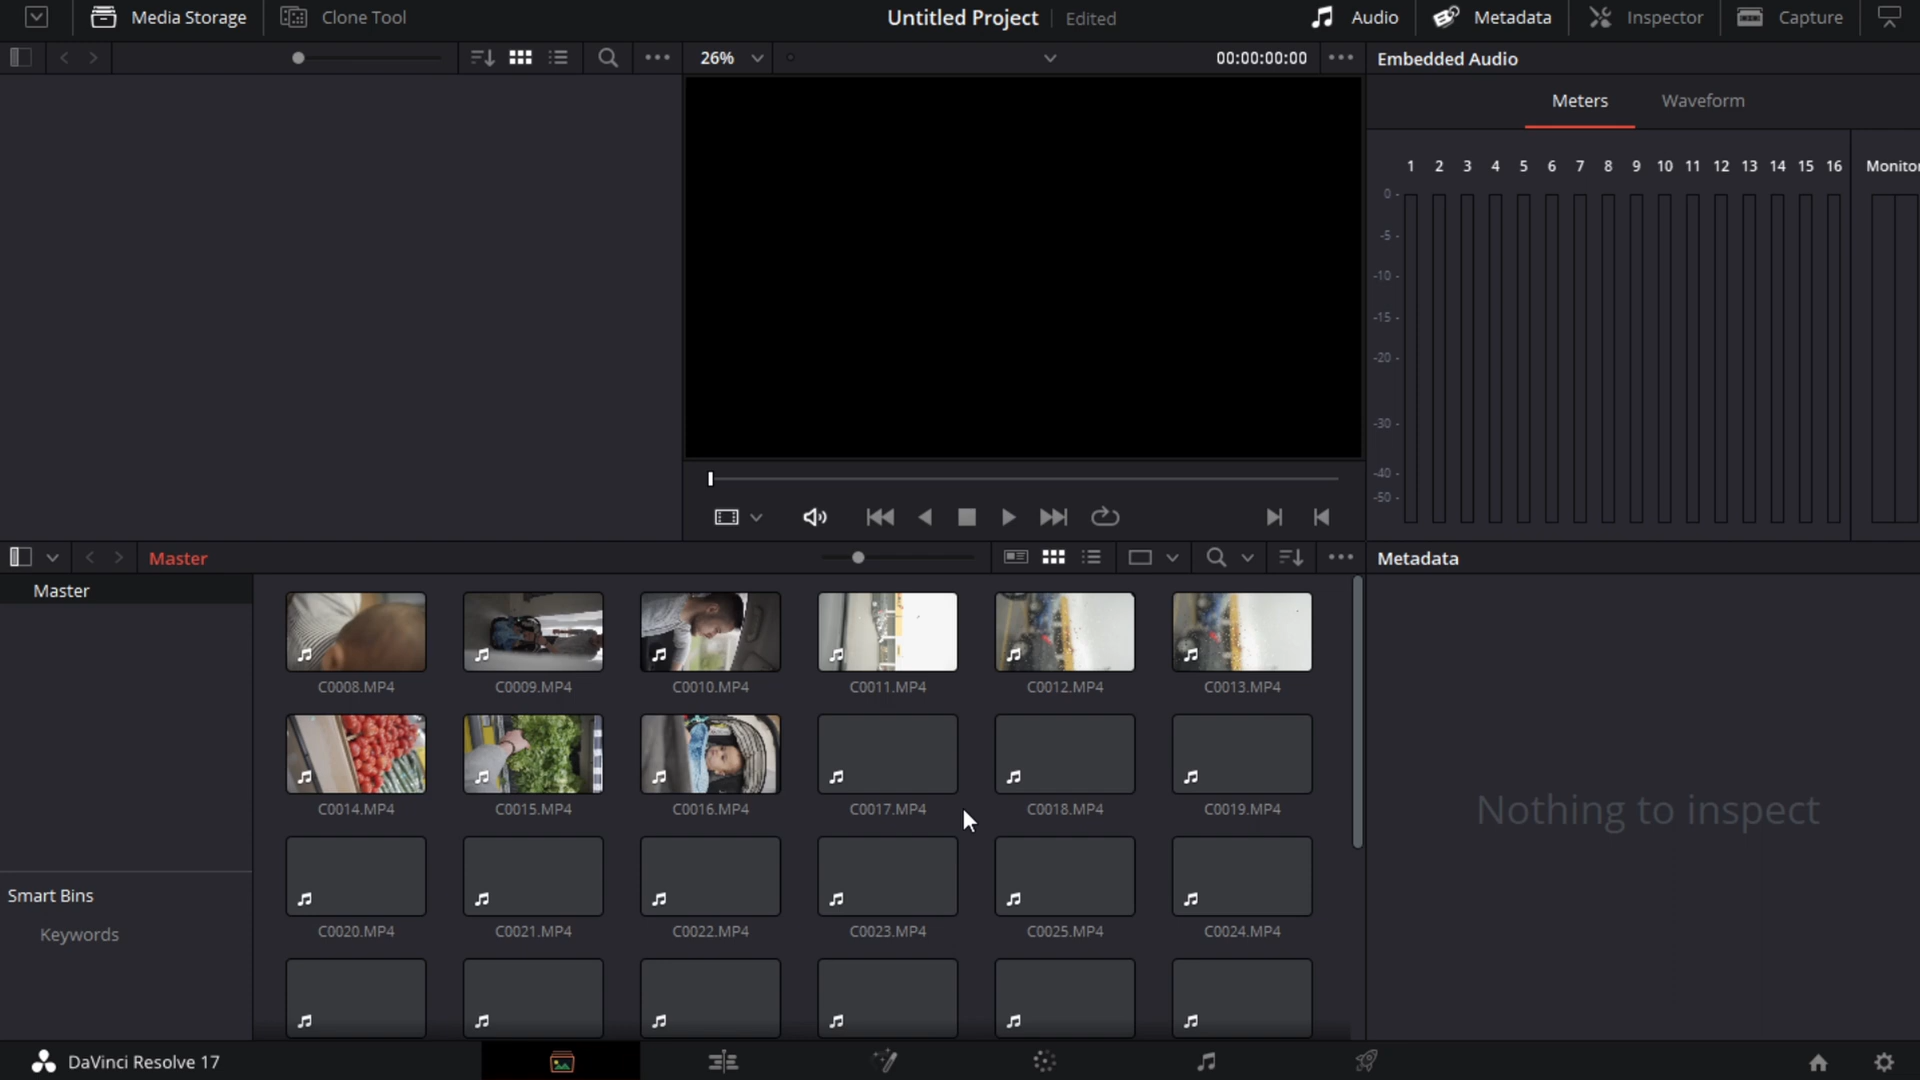 Media Storage
Clone Tool
Untitled Project
Edited
Audio
Metadata
Inspector
Capture
26%
00:00:00:00
Embedded Audio
Meters
Waveform
1 2 3 4 5 6 7 8 9 10 11 12 13 14 15 16
Monito
0 -
-5 -
-10 -
-15 -
-20 -
-30 -
-40 -
-50 -
Master
Metadata
Master
C0008.MP4
C0009.MP4
C0010.MP4
C0011.MP4
C0012.MP4
C0013.MP4
C0014.MP4
C0015.MP4
C0016.MP4
C0017.MP4
C0018.MP4
C0019.MP4
Nothing to inspect
Smart Bins
Keywords
C0020.MP4
C0021.MP4
C0022.MP4
C0023.MP4
C0025.MP4
C0024.MP4
DaVinci Resolve 17